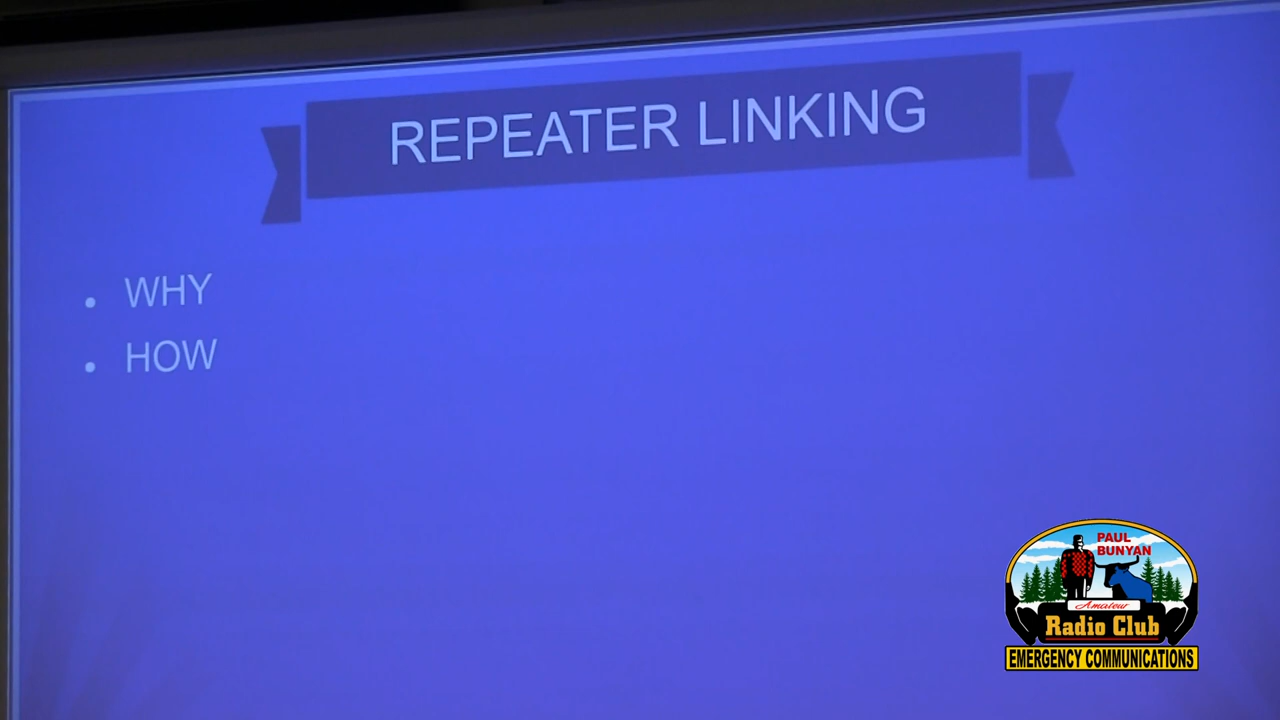 REPEATER LINKING
• WHY
• HOW
PAUL
BUNYAN
Amateur
Radio Club
EMERGENCY COMMUNICATIONS